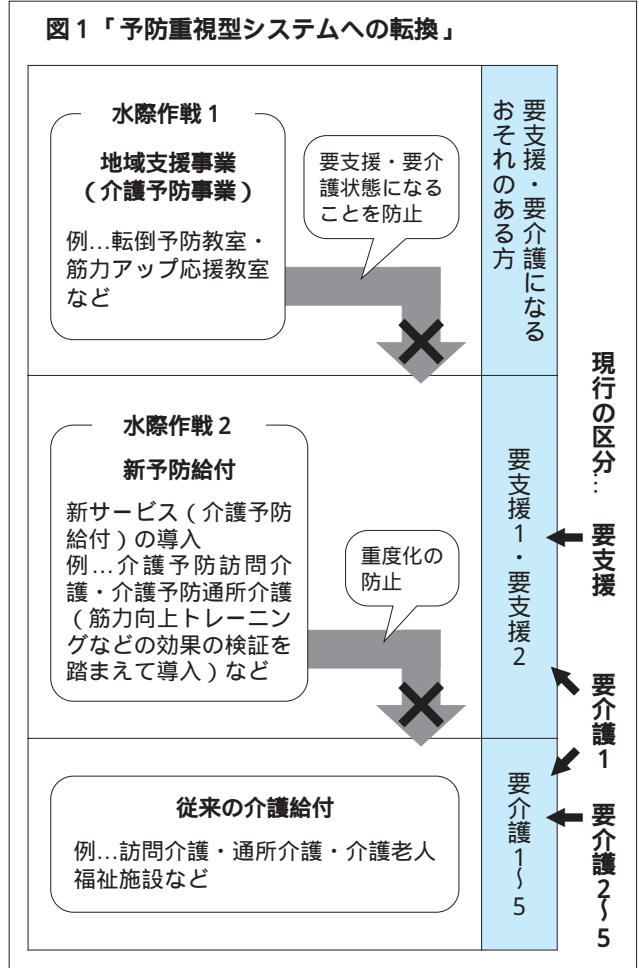 図1「予防重視型システムへの転換」
水際作戦1
地域支援事業
(介護予防事業)
例…転倒予防教室・
筋力アップ応援教室
など
要支援・要介
護状態になる
ことを防止
要支援・要介護になる
おそれのある方
水際作戦2
新予防給付
新サービス(介護予防
給付)の導入
例…介護予防訪問介
護・介護予防通所介護
(筋力向上トレーニン
グなどの効果の検証を
踏まえて導入)など
重度化の
防止
要支援1・要支援2
従来の介護給付
例…訪問介護・通所介護・介護老人
福祉施設など
要介護1〜5
現行の区分… 要支援 要介護1 要介護2〜5